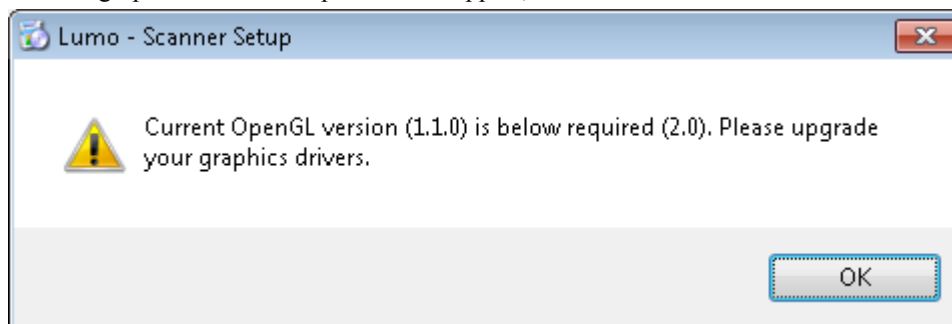 Lumo - Scanner Setup
Current OpenGL version (1.1.0) is below required (2.0). Please upgrade
your graphics drivers.
OK